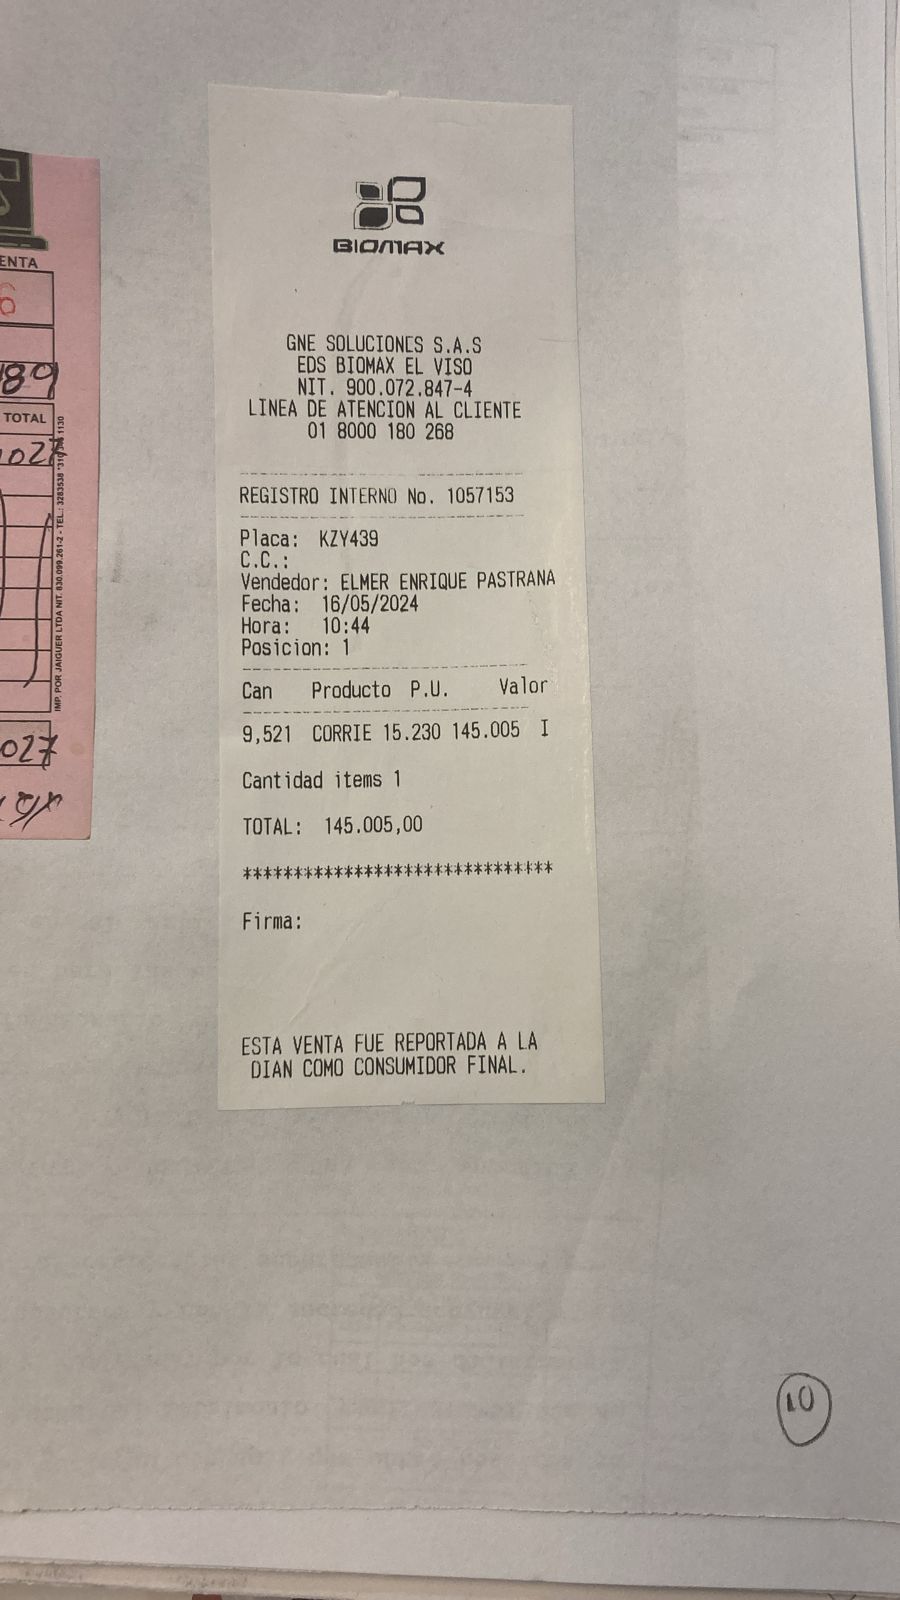 BIOMAX
GNE SOLUCIONES S.A.S
EDS BIOMAX EL VISO
NIT. 900.072.847-4
LINEA DE ATENCION AL CLIENTE
01 8000 180 268
REGISTRO INTERNO No. 1057153
Placa: KZY439
C.C.:
Vendedor: ELMER ENRIQUE PASTRANA
Fecha: 16/05/2024
Hora: 10:44
Posicion: 1
Can Producto P.U. Valor
9,521 CORRIE 15.230 145.005 I
Cantidad items 1
TOTAL: 145.005,00
*******************************
Firma:
ESTA VENTA FUE REPORTADA A LA
DIAN COMO CONSUMIDOR FINAL.
ENTA
6
89
TOTAL
027
027
IMP. POR JAIGUER LTDA NIT. 830.099.261-2 - TEL.: 3283538
10